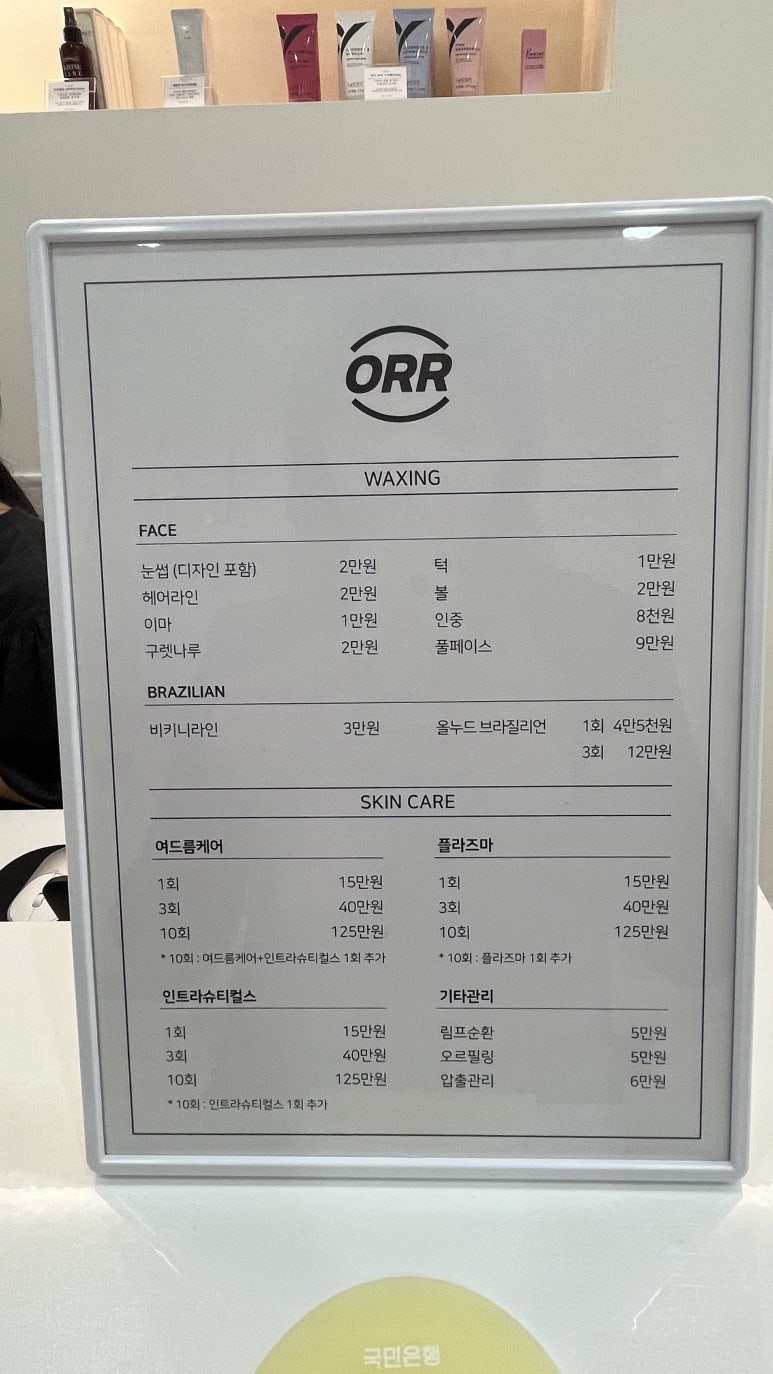 ORR
WAXING
FACE
눈썹 (디자인 포함) 2만원 턱 1만원
헤어라인 2만원 볼 2만원
이마 1만원 인중 8천원
구렛나루 2만원 풀페이스 9만원
BRAZILIAN
비키니라인 3만원 올누드 브라질리언 1회 4만5천원
3회 12만원
SKIN CARE
여드름케어
1회 15만원
3회 40만원
10회 125만원
* 10회 : 여드름케어+인트라슈티컬스 1회 추가
플라즈마
1회 15만원
3회 40만원
10회 125만원
* 10회 : 플라즈마 1회 추가
인트라슈티컬스
1회 15만원
3회 40만원
10회 125만원
* 10회 : 인트라슈티컬스 1회 추가
기타관리
림프순환 5만원
오르필링 5만원
압출관리 6만원
국민은행